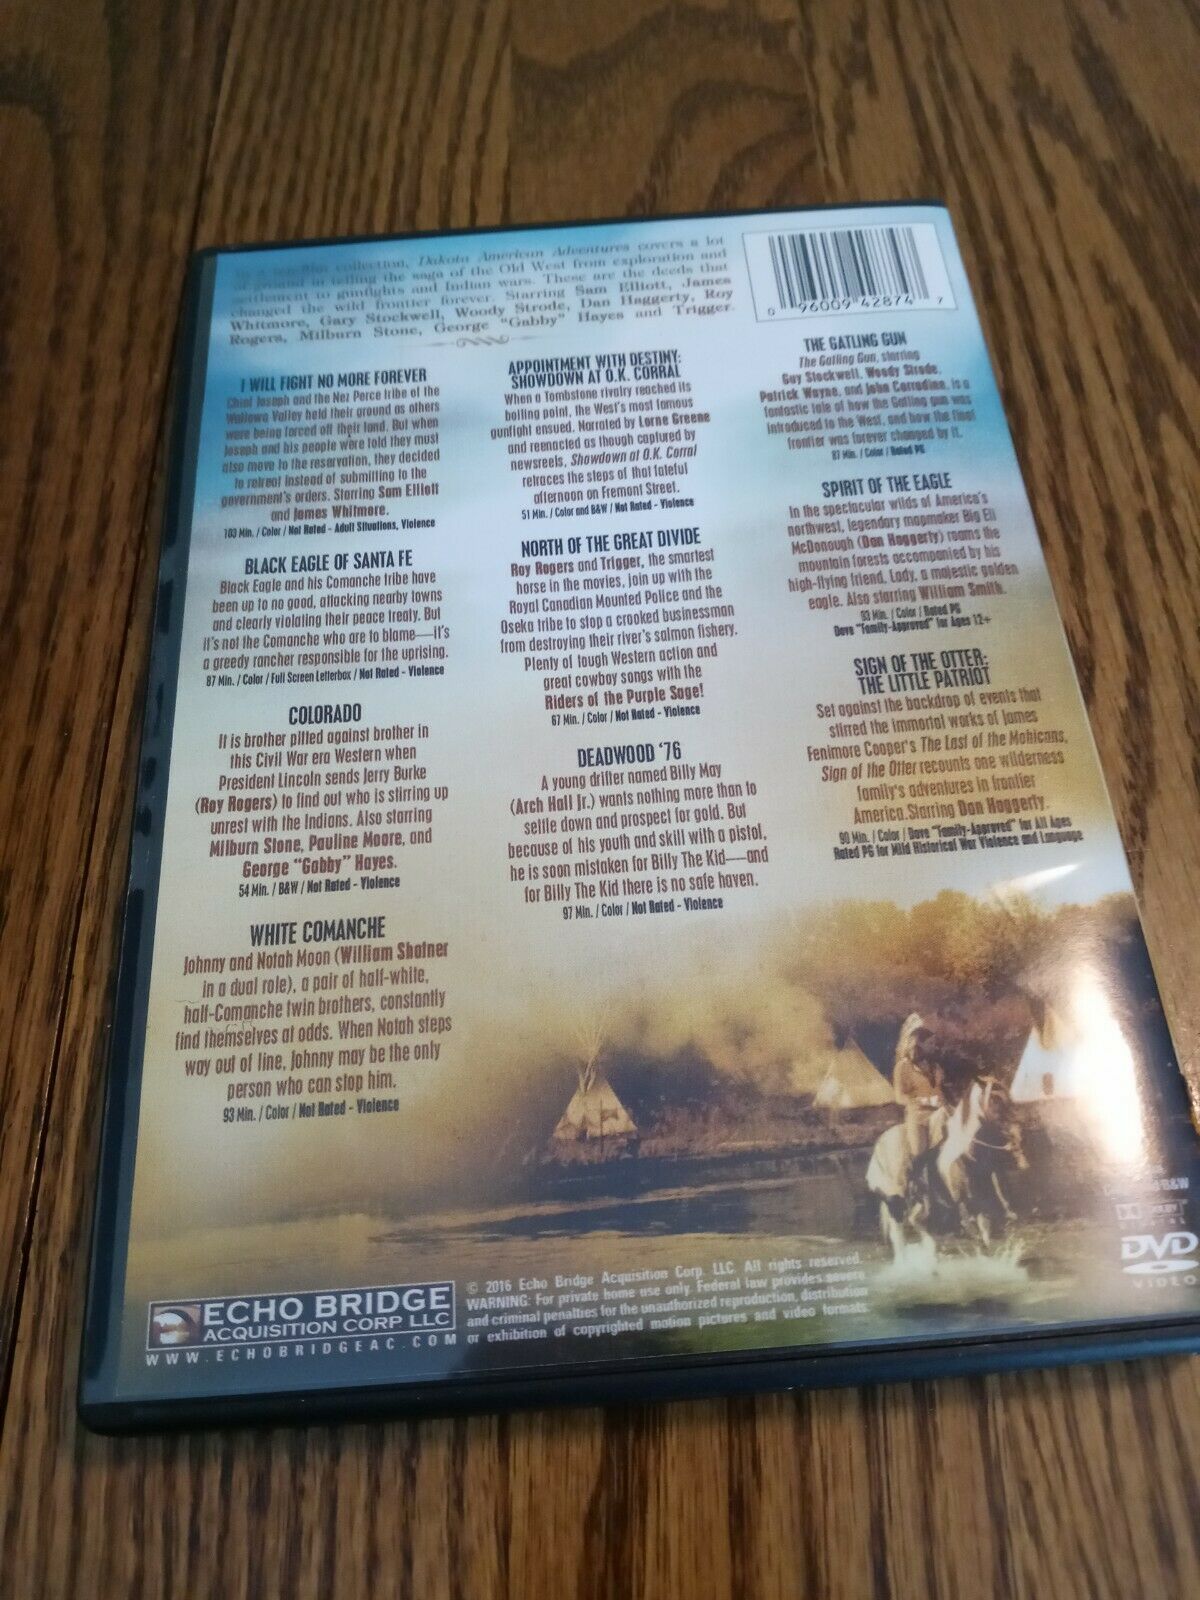 collection, Dakota American Adventures covers a lot
of ground in telling the saga of the Old West from exploration and
settlement to gunfights and Indian wars. These are the deeds that
changed the wild frontier forever. Starring Sam Elliott, James
Whitmore, Gary Stockwell, Woody Strode, Dan Haggerty, Roy
Rogers, Milburn Stone, George "Gabby" Hayes and Trigger.
0 96009 42874 7
I WILL FIGHT NO MORE FOREVER
Chief Joseph and the Nez Perce tribe of the
Wallowa Valley held their ground as others
were being forced off their land. But when
Joseph and his people were told they must
also move to the reservation, they decided
to retreat instead of submitting to the
government's orders. Starring Sam Elliott
and James Whitmore.
103 Min. / Color / Not Rated - Adult Situations, Violence
BLACK EAGLE OF SANTA FE
Black Eagle and his Comanche tribe have
been up to no good, attacking nearby towns
and clearly violating their peace treaty. But
it's not the Comanche who are to blame—it's
a greedy rancher responsible for the uprising.
87 Min. / Color / Full Screen Letterbox / Not Rated - Violence
COLORADO
It is brother pitted against brother in
this Civil War era Western when
President Lincoln sends Jerry Burke
(Roy Rogers) to find out who is stirring up
unrest with the Indians. Also starring
Milburn Stone, Pauline Moore, and
George "Gabby" Hayes.
54 Min. / B&W / Not Rated - Violence
WHITE COMANCHE
Johnny and Notah Moon (William Shatner
in a dual role), a pair of half-white,
half-Comanche twin brothers, constantly
find themselves at odds. When Notah steps
way out of line, Johnny may be the only
person who can stop him.
93 Min. / Color / Not Rated - Violence
APPOINTMENT WITH DESTINY:
SHOWDOWN AT O.K. CORRAL
When a Tombstone rivalry reached its
boiling point, the West's most famous
gunfight ensued. Narrated by Lorne Greene
and reenacted as though captured by
newsreels, Showdown at O.K. Corral
retraces the steps of that fateful
afternoon on Fremont Street.
51 Min. / Color and B&W / Not Rated - Violence
NORTH OF THE GREAT DIVIDE
Roy Rogers and Trigger, the smartest
horse in the movies, join up with the
Royal Canadian Mounted Police and the
Oseka tribe to stop a crooked businessman
from destroying their river's salmon fishery.
Plenty of tough Western action and
great cowboy songs with the
Riders of the Purple Sage!
67 Min. / Color / Not Rated - Violence
DEADWOOD '76
A young drifter named Billy May
(Arch Hall Jr.) wants nothing more than to
settle down and prospect for gold. But
because of his youth and skill with a pistol,
he is soon mistaken for Billy The Kid—and
for Billy The Kid there is no safe haven.
97 Min. / Color / Not Rated - Violence
THE GATLING GUN
The Gatling Gun, starring
Guy Stockwell, Woody Strode,
Patrick Wayne, and John Carradine, is a
fantastic tale of how the Gatling gun was
introduced to the West, and how the final
frontier was forever changed by it.
87 Min. / Color / Rated PG
SPIRIT OF THE EAGLE
In the spectacular wilds of America's
northwest, legendary mapmaker Big Eli
McDonough (Dan Haggerty) roams the
mountain forests accompanied by his
high-flying friend, Lady, a majestic golden
eagle. Also starring William Smith.
93 Min. / Color / Rated PG
Dove "Family-Approved" for Ages 12+
SIGN OF THE OTTER:
THE LITTLE PATRIOT
Set against the backdrop of events that
stirred the immortal works of James
Fenimore Cooper's The Last of the Mohicans,
Sign of the Otter recounts one wilderness
family's adventures in frontier
America.Starring Dan Haggerty.
90 Min. / Color / Dove "Family-Approved" for All Ages
Rated PG for Mild Historical War Violence and Language
B&W
DOLBY
DIGITAL
DVD
VIDEO
ECHO BRIDGE
ACQUISITION CORP LLC
WWW.ECHOBRIDGEAC.COM
© 2016 Echo Bridge Acquisition Corp. LLC. All rights reserved.
WARNING: For private home use only. Federal law provides severe
and criminal penalties for the unauthorized reproduction, distribution
or exhibition of copyrighted motion pictures and video formats.